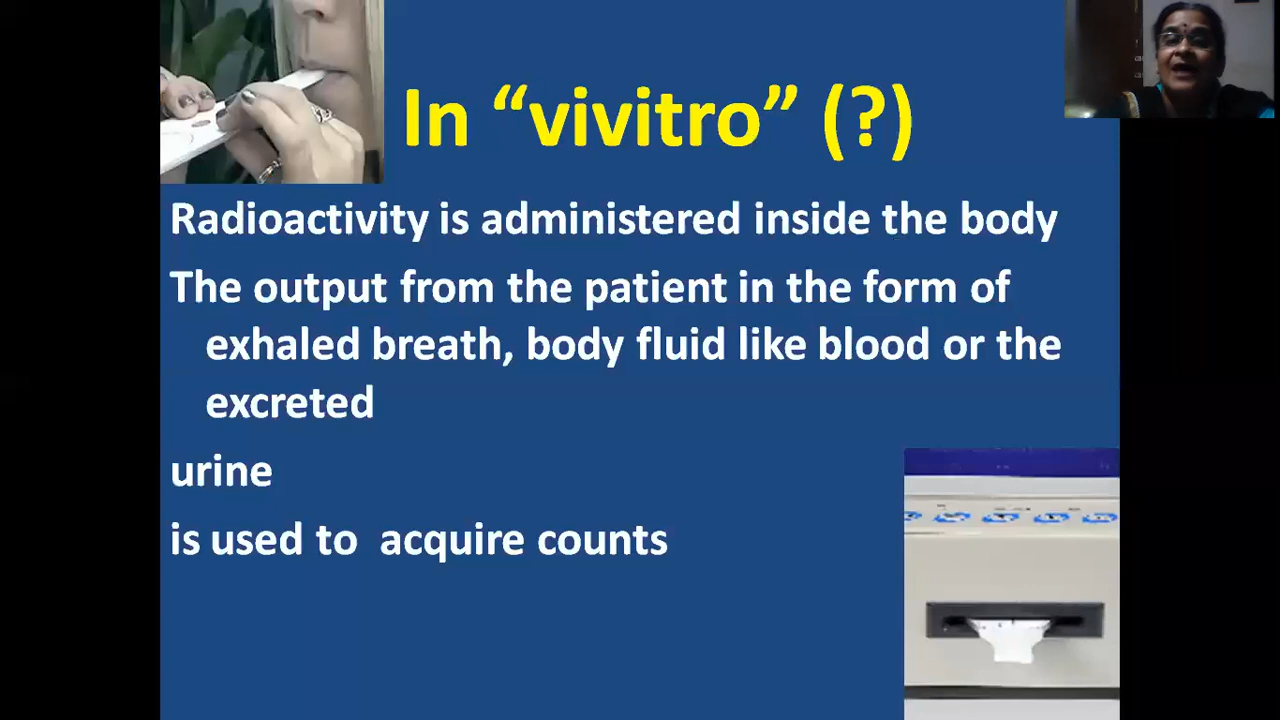 In “vivitro” (?)
Radioactivity is administered inside the body
The output from the patient in the form of
exhaled breath, body fluid like blood or the
excreted
urine
is used to acquire counts